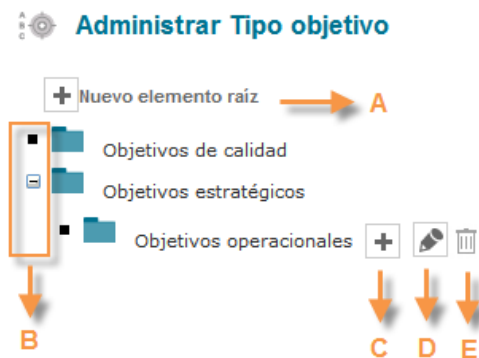 A
B
C
Administrar Tipo objetivo
Nuevo elemento raíz
A
Objetivos de calidad
Objetivos estratégicos
Objetivos operacionales
B
C
D
E